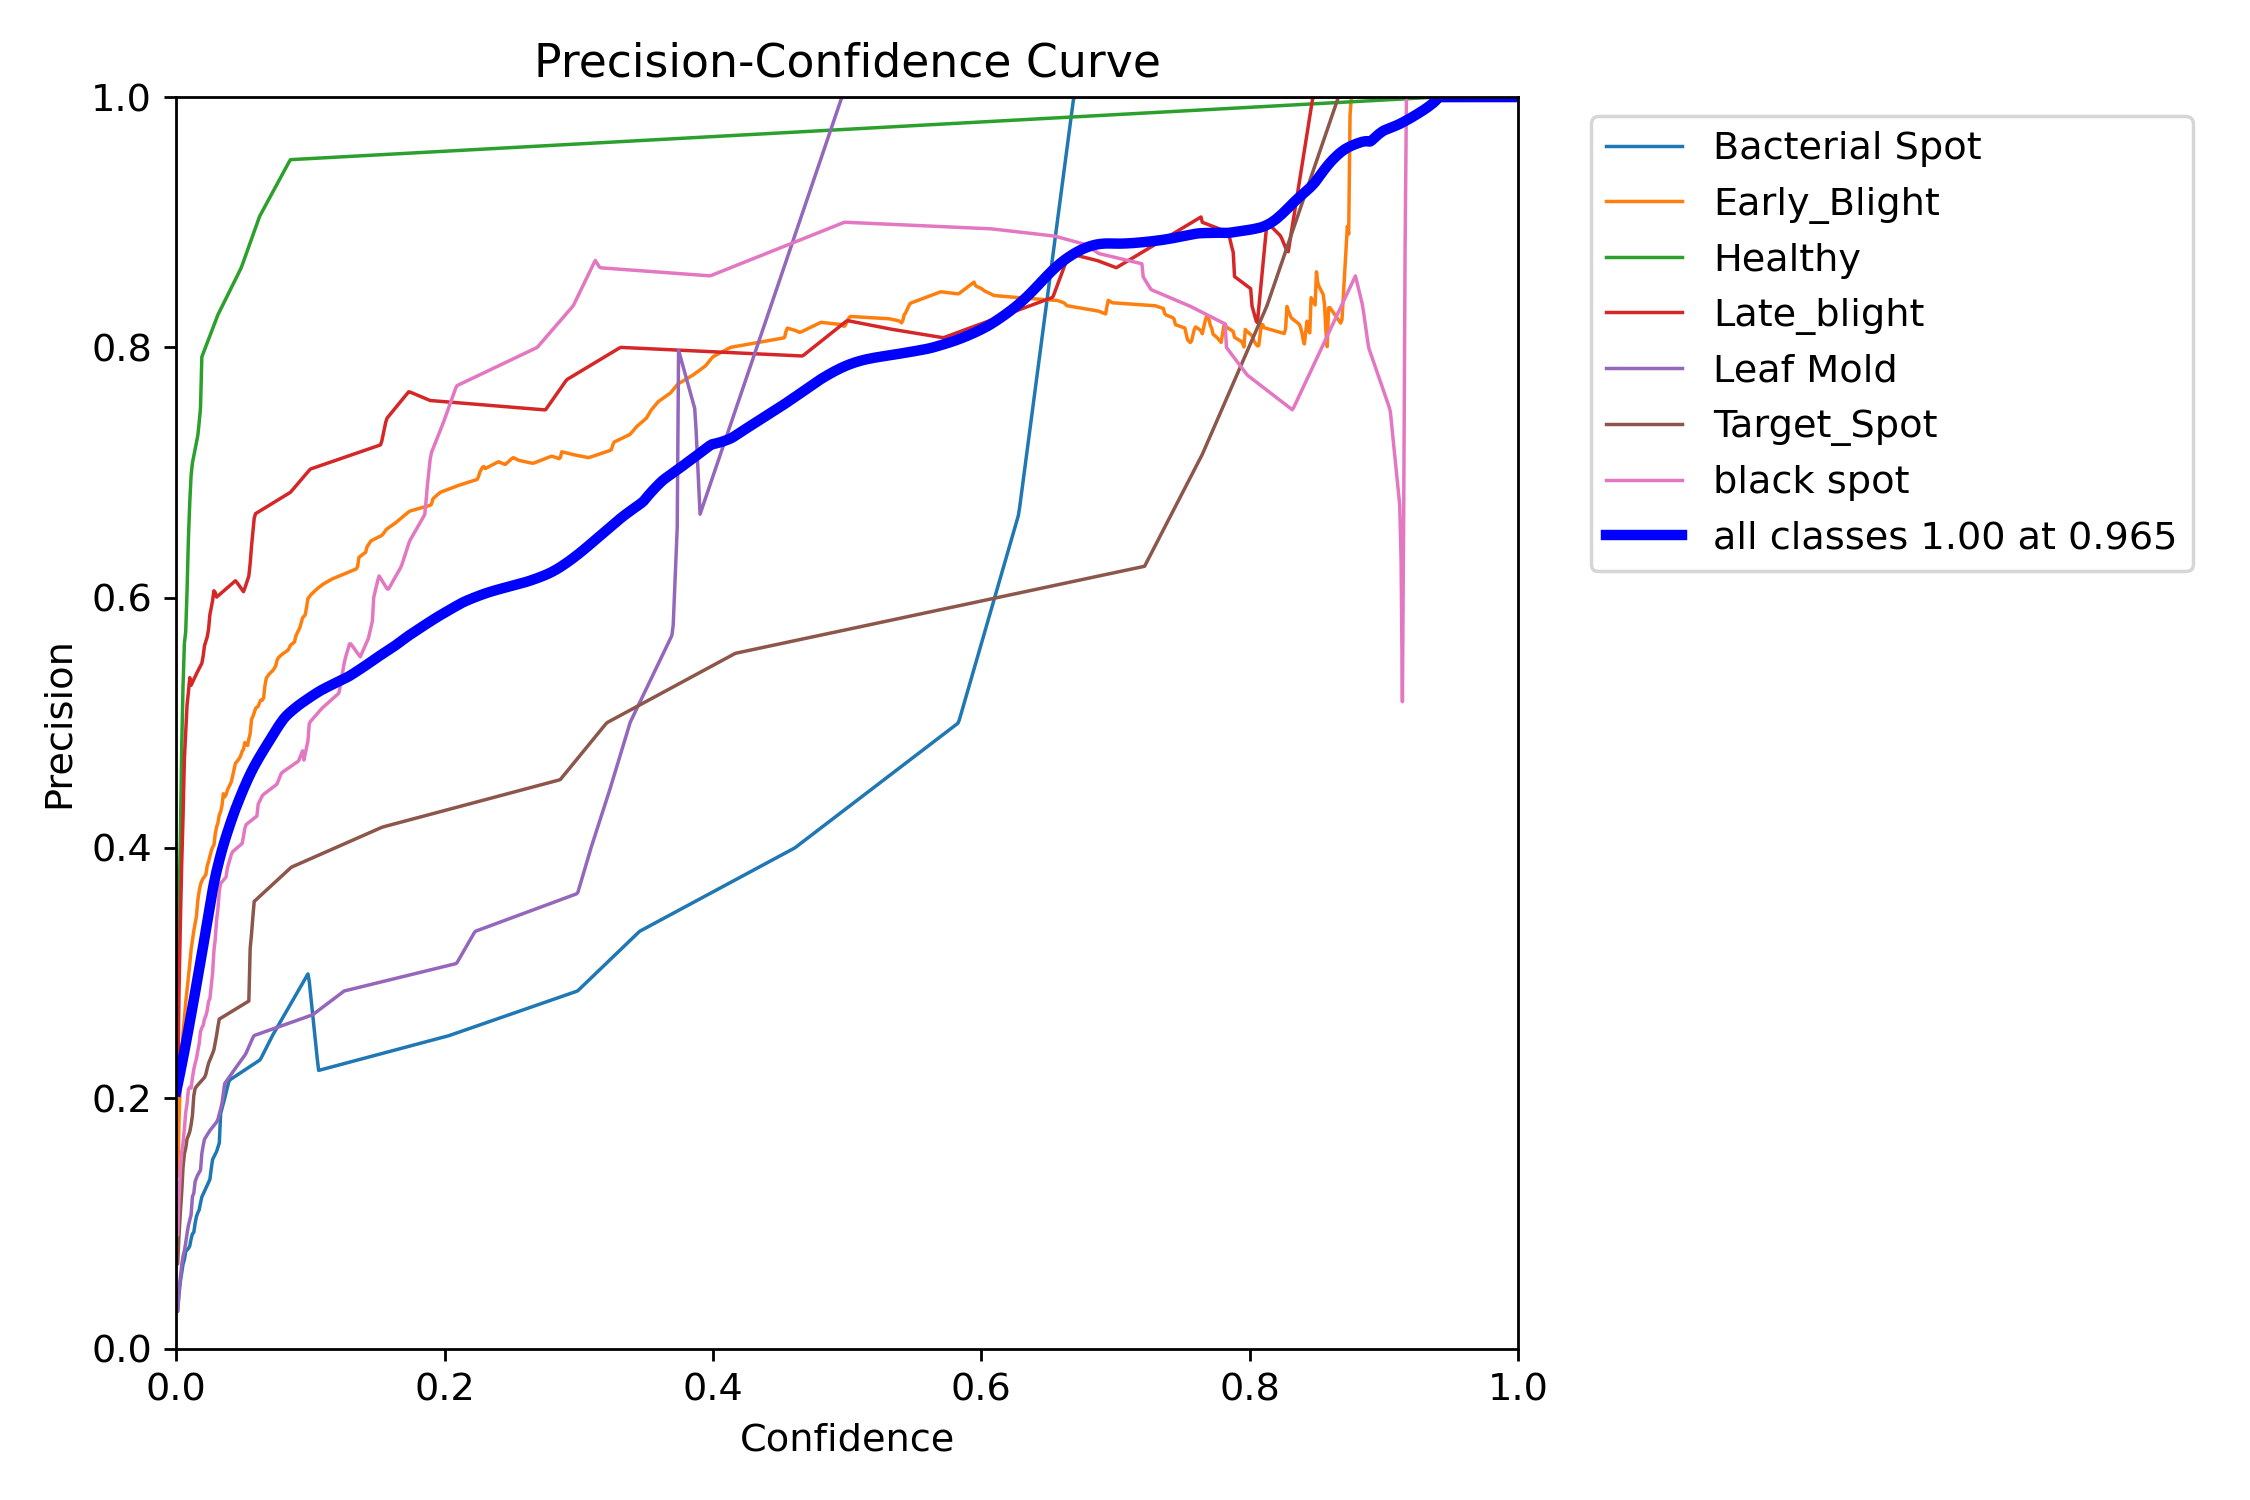 Precision-Confidence Curve
1.0
0.8
0.6
0.4
0.2
0.0
Precision
0.0 0.2 0.4 0.6 0.8 1.0
Confidence
Bacterial Spot
Early_Blight
Healthy
Late_blight
Leaf Mold
Target_Spot
black spot
all classes 1.00 at 0.965